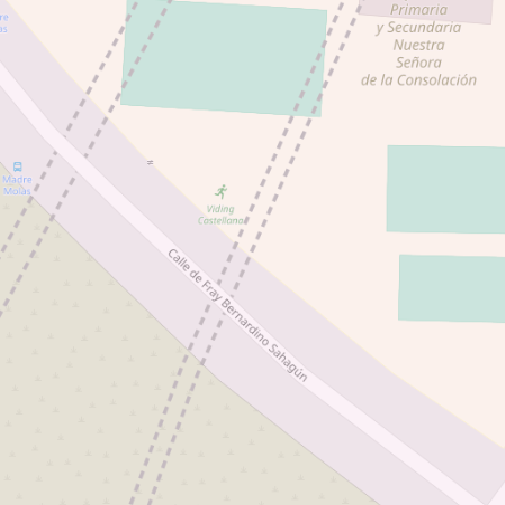 Primaria
y Secundaria
Nuestra
Señora
de la Consolación
Madre
Molas
Viding
Castellana
Calle de Fray Bernardino Sahagún